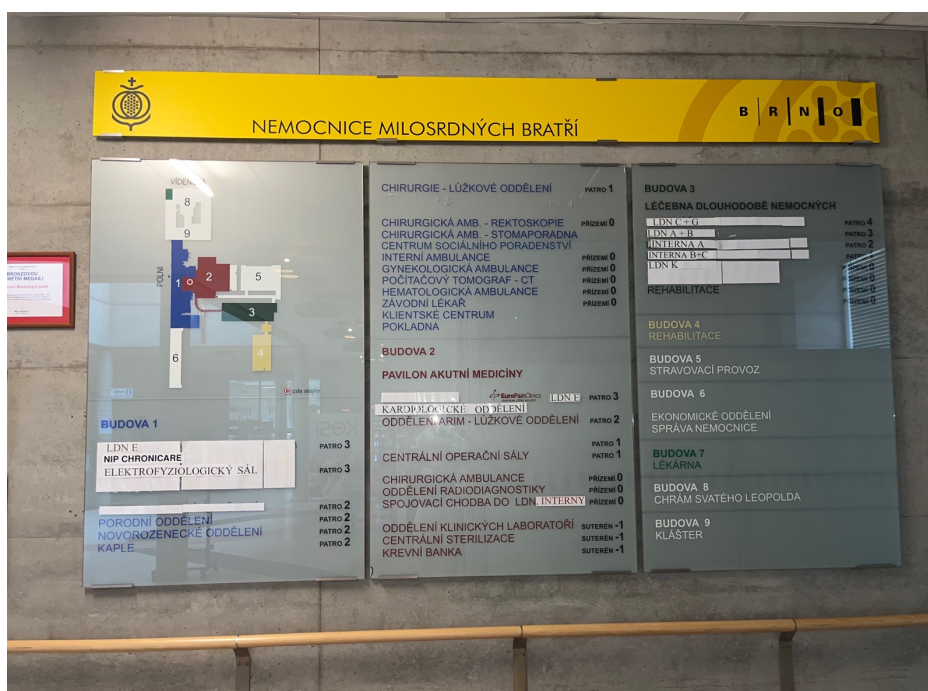 NEMOCNICE MILOSRDNÝCH BRATŘÍ
B R N O
VÍDEŇSKÁ
8
9
POLNÍ
1
2
5
3
4
6
zde stojíte
BUDOVA 1
LDN E
NIP CHRONICARE PATRO 3
ELEKTROFYZIOLOGICKÝ SÁL PATRO 3
PATRO 2
PORODNÍ ODDĚLENÍ PATRO 2
NOVOROZENECKÉ ODDĚLENÍ PATRO 2
KAPLE PATRO 2
CHIRURGIE - LŮŽKOVÉ ODDĚLENÍ PATRO 1
CHIRURGICKÁ AMB. - REKTOSKOPIE PŘÍZEMÍ 0
CHIRURGICKÁ AMB. - STOMAPORADNA
CENTRUM SOCIÁLNÍHO PORADENSTVÍ
INTERNÍ AMBULANCE PŘÍZEMÍ 0
GYNEKOLOGICKÁ AMBULANCE PŘÍZEMÍ 0
POČÍTAČOVÝ TOMOGRAF - CT PŘÍZEMÍ 0
HEMATOLOGICKÁ AMBULANCE PŘÍZEMÍ 0
ZÁVODNÍ LÉKAŘ PŘÍZEMÍ 0
KLIENTSKÉ CENTRUM
POKLADNA
BUDOVA 2
PAVILON AKUTNÍ MEDICÍNY
EuroPainClinics LDN E PATRO 3
KARDIOLOGICKÉ ODDĚLENÍ
ODDĚLENÍ ARIM - LŮŽKOVÉ ODDĚLENÍ PATRO 2
PATRO 1
CENTRÁLNÍ OPERAČNÍ SÁLY PATRO 1
CHIRURGICKÁ AMBULANCE PŘÍZEMÍ 0
ODDĚLENÍ RADIODIAGNOSTIKY PŘÍZEMÍ 0
SPOJOVACÍ CHODBA DO LDN, INTERNY PŘÍZEMÍ 0
ODDĚLENÍ KLINICKÝCH LABORATOŘÍ SUTERÉN -1
CENTRÁLNÍ STERILIZACE SUTERÉN -1
KREVNÍ BANKA SUTERÉN -1
BUDOVA 3
LÉČEBNA DLOUHODOBĚ NEMOCNÝCH
LDN C + G PATRO 4
LDN A + B PATRO 3
INTERNA A PATRO 2
INTERNA B+C
LDN K
REHABILITACE
BUDOVA 4
REHABILITACE
BUDOVA 5
STRAVOVACÍ PROVOZ
BUDOVA 6
EKONOMICKÉ ODDĚLENÍ
SPRÁVA NEMOCNICE
BUDOVA 7
LÉKÁRNA
BUDOVA 8
CHRÁM SVATÉHO LEOPOLDA
BUDOVA 9
KLÁŠTER